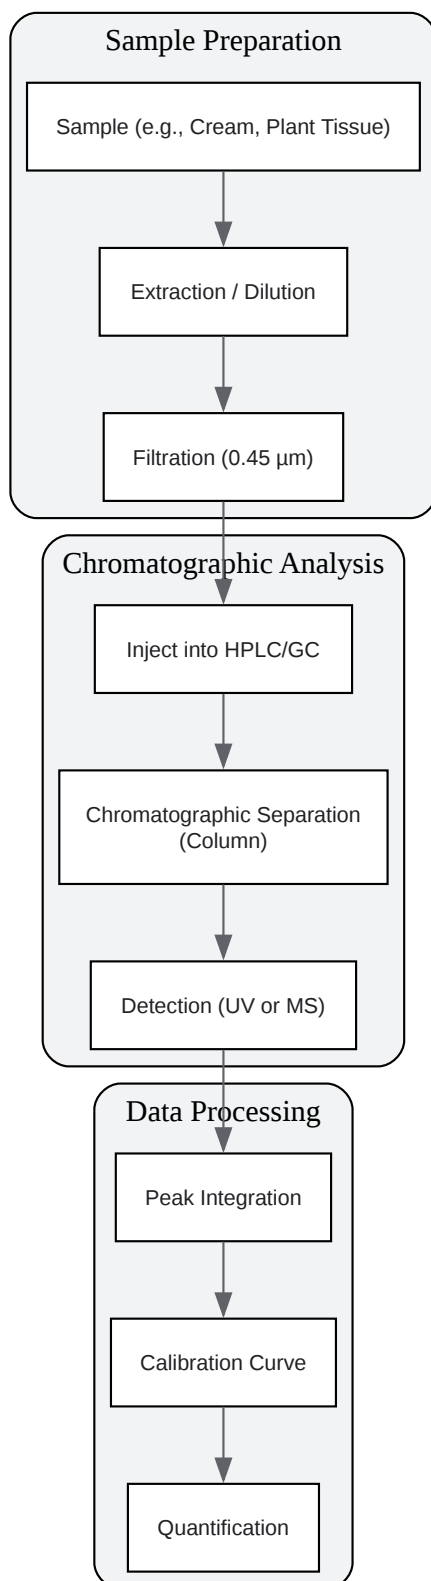 Sample Preparation
Sample (e.g., Cream, Plant Tissue)
Extraction / Dilution
Filtration (0.45 µm)
Chromatographic Analysis
Inject into HPLC/GC
Chromatographic Separation
(Column)
Detection (UV or MS)
Data Processing
Peak Integration
Calibration Curve
Quantification